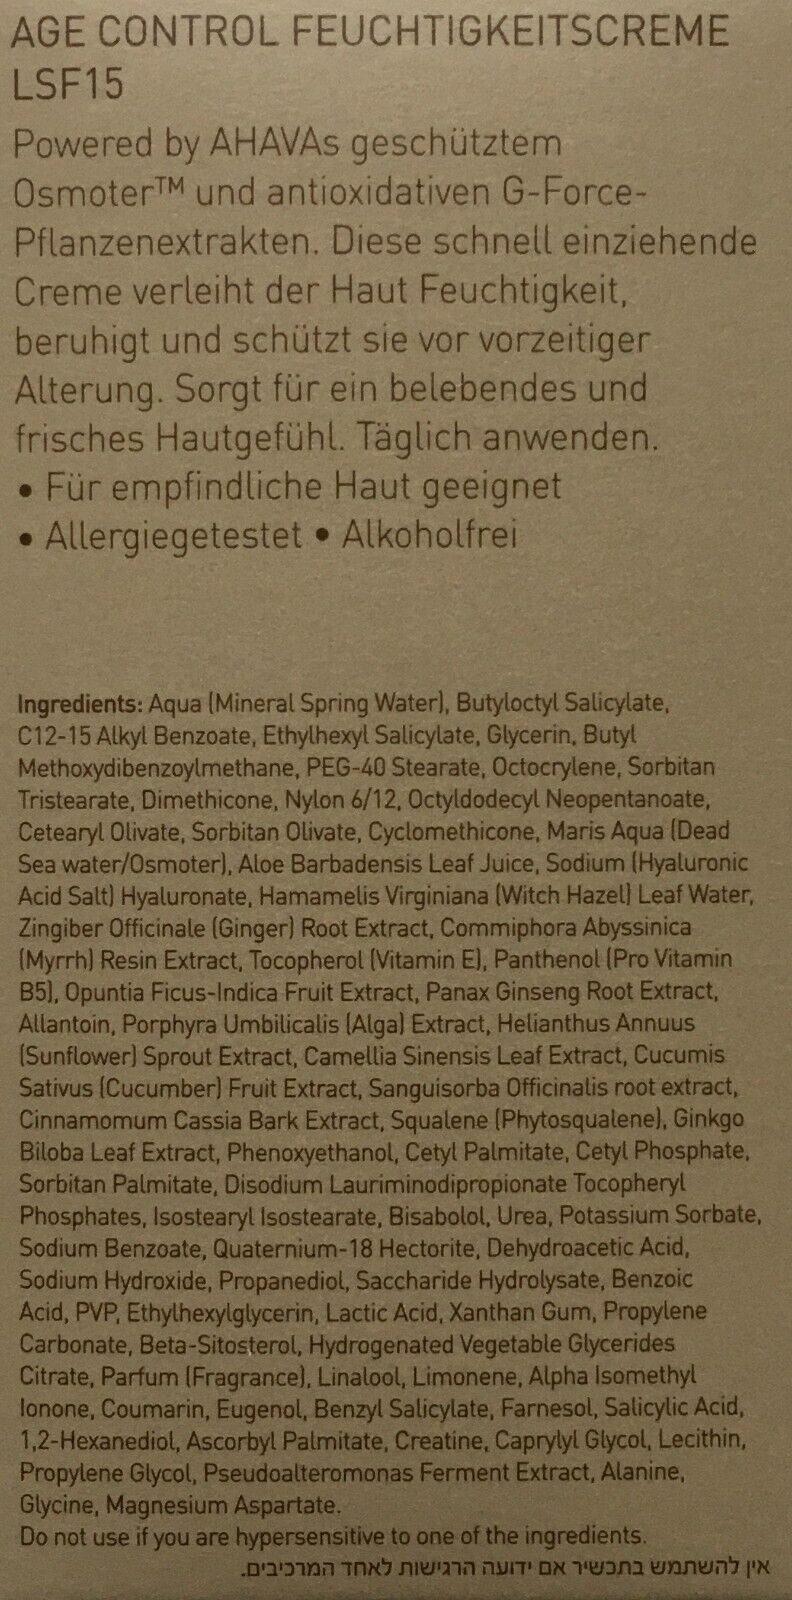 AGE CONTROL FEUCHTIGKEITSCREME
LSF15
Powered by AHAVAs geschütztem
Osmoter™ und antioxidativen G-Force-
Pflanzenextrakten. Diese schnell einziehende
Creme verleiht der Haut Feuchtigkeit,
beruhigt und schützt sie vor vorzeitiger
Alterung. Sorgt für ein belebendes und
frisches Hautgefühl. Täglich anwenden.
• Für empfindliche Haut geeignet
• Allergiegetestet • Alkoholfrei
Ingredients: Aqua (Mineral Spring Water), Butyloctyl Salicylate,
C12-15 Alkyl Benzoate, Ethylhexyl Salicylate, Glycerin, Butyl
Methoxydibenzoylmethane, PEG-40 Stearate, Octocrylene, Sorbitan
Tristearate, Dimethicone, Nylon 6/12, Octyldodecyl Neopentanoate,
Cetearyl Olivate, Sorbitan Olivate, Cyclomethicone, Maris Aqua (Dead
Sea water/Osmoter), Aloe Barbadensis Leaf Juice, Sodium (Hyaluronic
Acid Salt) Hyaluronate, Hamamelis Virginiana (Witch Hazel) Leaf Water,
Zingiber Officinale (Ginger) Root Extract, Commiphora Abyssinica
(Myrrh) Resin Extract, Tocopherol (Vitamin E), Panthenol (Pro Vitamin
B5), Opuntia Ficus-Indica Fruit Extract, Panax Ginseng Root Extract,
Allantoin, Porphyra Umbilicalis (Alga) Extract, Helianthus Annuus
(Sunflower) Sprout Extract, Camellia Sinensis Leaf Extract, Cucumis
Sativus (Cucumber) Fruit Extract, Sanguisorba Officinalis root extract,
Cinnamomum Cassia Bark Extract, Squalene (Phytosqualene), Ginkgo
Biloba Leaf Extract, Phenoxyethanol, Cetyl Palmitate, Cetyl Phosphate,
Sorbitan Palmitate, Disodium Lauriminodipropionate Tocopheryl
Phosphates, Isostearyl Isostearate, Bisabolol, Urea, Potassium Sorbate,
Sodium Benzoate, Quaternium-18 Hectorite, Dehydroacetic Acid,
Sodium Hydroxide, Propanediol, Saccharide Hydrolysate, Benzoic
Acid, PVP, Ethylhexylglycerin, Lactic Acid, Xanthan Gum, Propylene
Carbonate, Beta-Sitosterol, Hydrogenated Vegetable Glycerides
Citrate, Parfum (Fragrance), Linalool, Limonene, Alpha Isomethyl
Ionone, Coumarin, Eugenol, Benzyl Salicylate, Farnesol, Salicylic Acid,
1,2-Hexanediol, Ascorbyl Palmitate, Creatine, Caprylyl Glycol, Lecithin,
Propylene Glycol, Pseudoalteromonas Ferment Extract, Alanine,
Glycine, Magnesium Aspartate.
Do not use if you are hypersensitive to one of the ingredients.
אין להשתמש בתכשיר אם ידועה הרגישות לאחד המרכיבים.